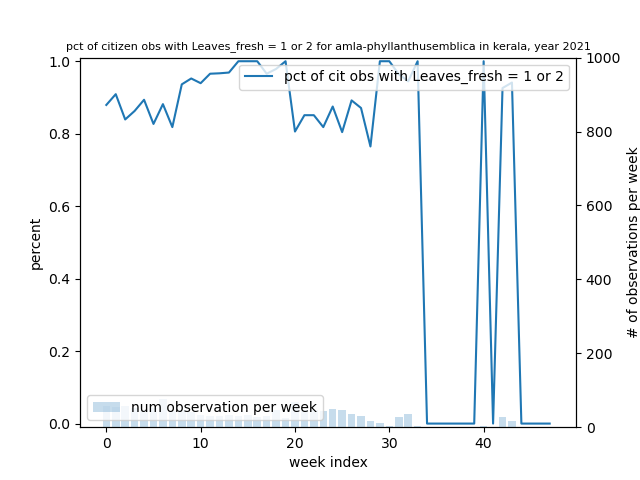 pct of citizen obs with Leaves_fresh = 1 or 2 for amla-phyllanthusemblica in kerala, year 2021
pct of cit obs with Leaves_fresh = 1 or 2
num observation per week
percent
1.0
0.8
0.6
0.4
0.2
0.0
1000
800
600
400
200
0
# of observations per week
0 10 20 30 40
week index